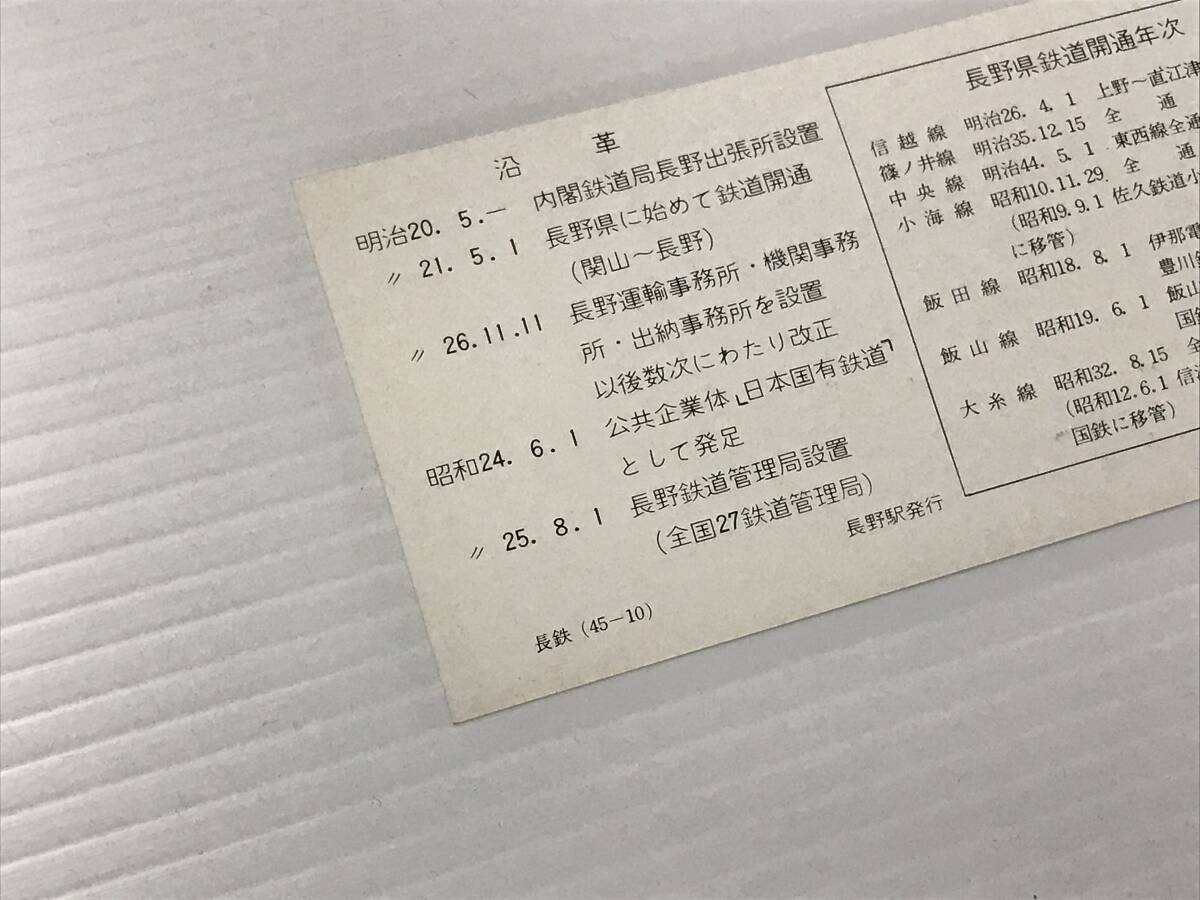 沿革
明治20. 5. ー 内閣鉄道局長野出張所設置
〃 21. 5. 1 長野県に始めて鉄道開通
(関山～長野)
〃 26. 11. 11 長野運輸事務所・機関事務
所・出納事務所を設置
以後数次にわたり改正
昭和24. 6. 1 公共企業体「日本国有鉄道」
として発足
〃 25. 8. 1 長野鉄道管理局設置
(全国27鉄道管理局)
長野駅発行
長鉄 (45-10)
長野県鉄道開通年次
信越線 明治26. 4. 1 上野～直江津
篠ノ井線 明治35. 12. 15 全通
中央線 明治44. 5. 1 東西線全通
小海線 昭和10. 11. 29 全通
(昭和9.9.1 佐久鉄道小
に移管)
飯田線 昭和18. 8. 1 伊那電
豊川
飯山線 昭和19. 6. 1 飯山
国鉄
大糸線 昭和32. 8. 15 全
(昭和12.6.1 信
国鉄に移管)